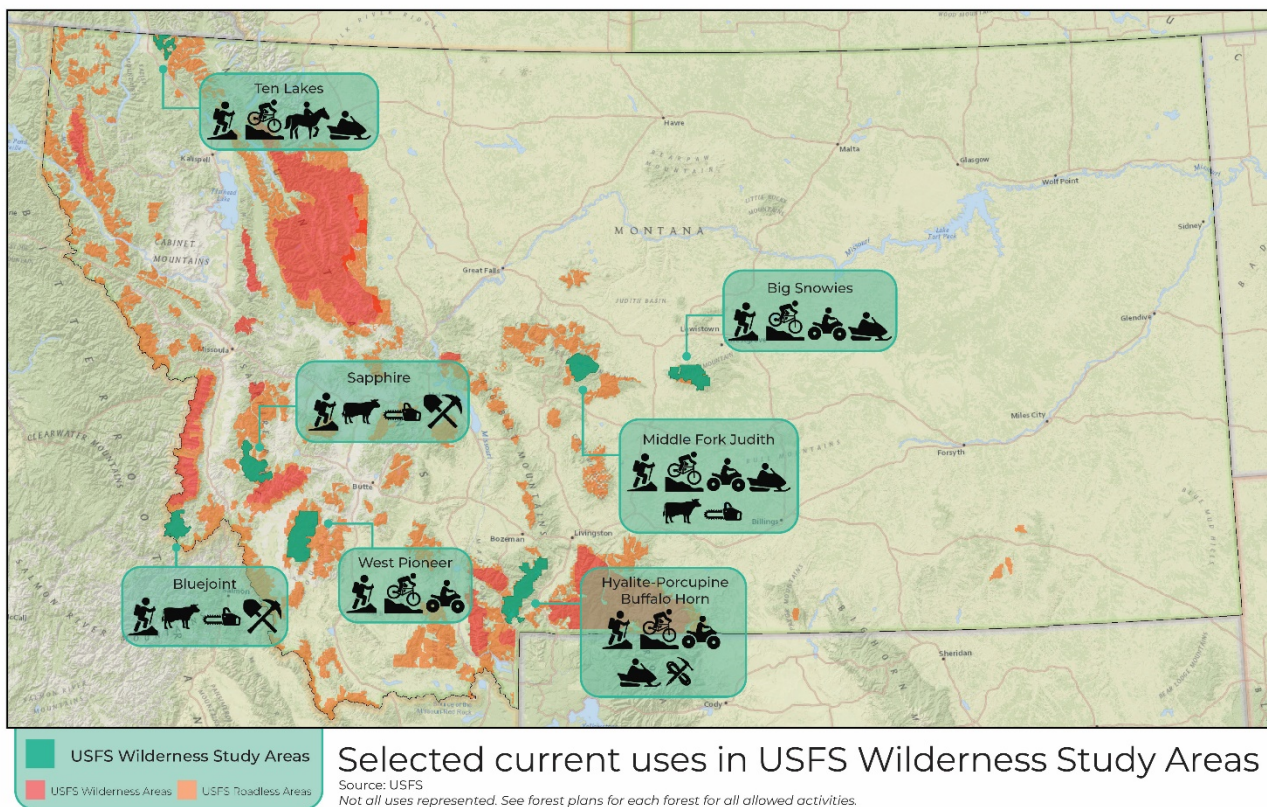 Ten Lakes
Havre
Malta
Glasgow
Wolf Point
Kalispell
Sidney
CABINET
MOUNTAINS
MONTANA
Missouri
Great Falls
JUDITH BASIN
Big Snowies
Lewistown
Glendive
Missoula
Sapphire
Miles City
CLEARWATER MOUNTAINS
Middle Fork Judith
Forsyth
Butte
MOUNTAINS
Billings
Bozeman
Livingston
West Pioneer
Bluejoint
Hyalite-Porcupine
Buffalo Horn
McCall
Sheridan
BIGHORN
Cody
USFS Wilderness Study Areas
USFS Wilderness Areas
USFS Roadless Areas
Selected current uses in USFS Wilderness Study Areas
Source: USFS
Not all uses represented. See forest plans for each forest for all allowed activities.